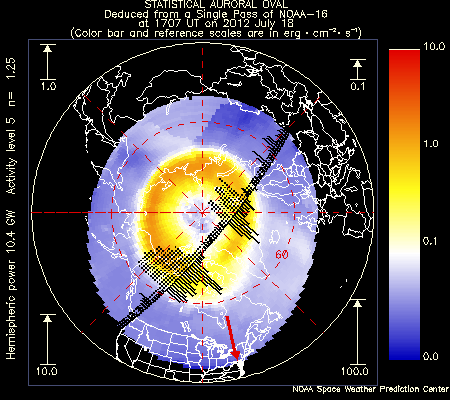 STATISTICAL AURORAL OVAL
Deduced from a Single Pass of NOAA-16
at 1707 UT on 2012 July 18
(Color bar and reference scales are in erg · cm⁻² · s⁻¹)
1.0
0.1
10.0
1.0
0.1
0.0
Hemispheric power 10.4 GW Activity level 5 n= 1.25
60
10.0
100.0
NOAA Space Weather Prediction Center